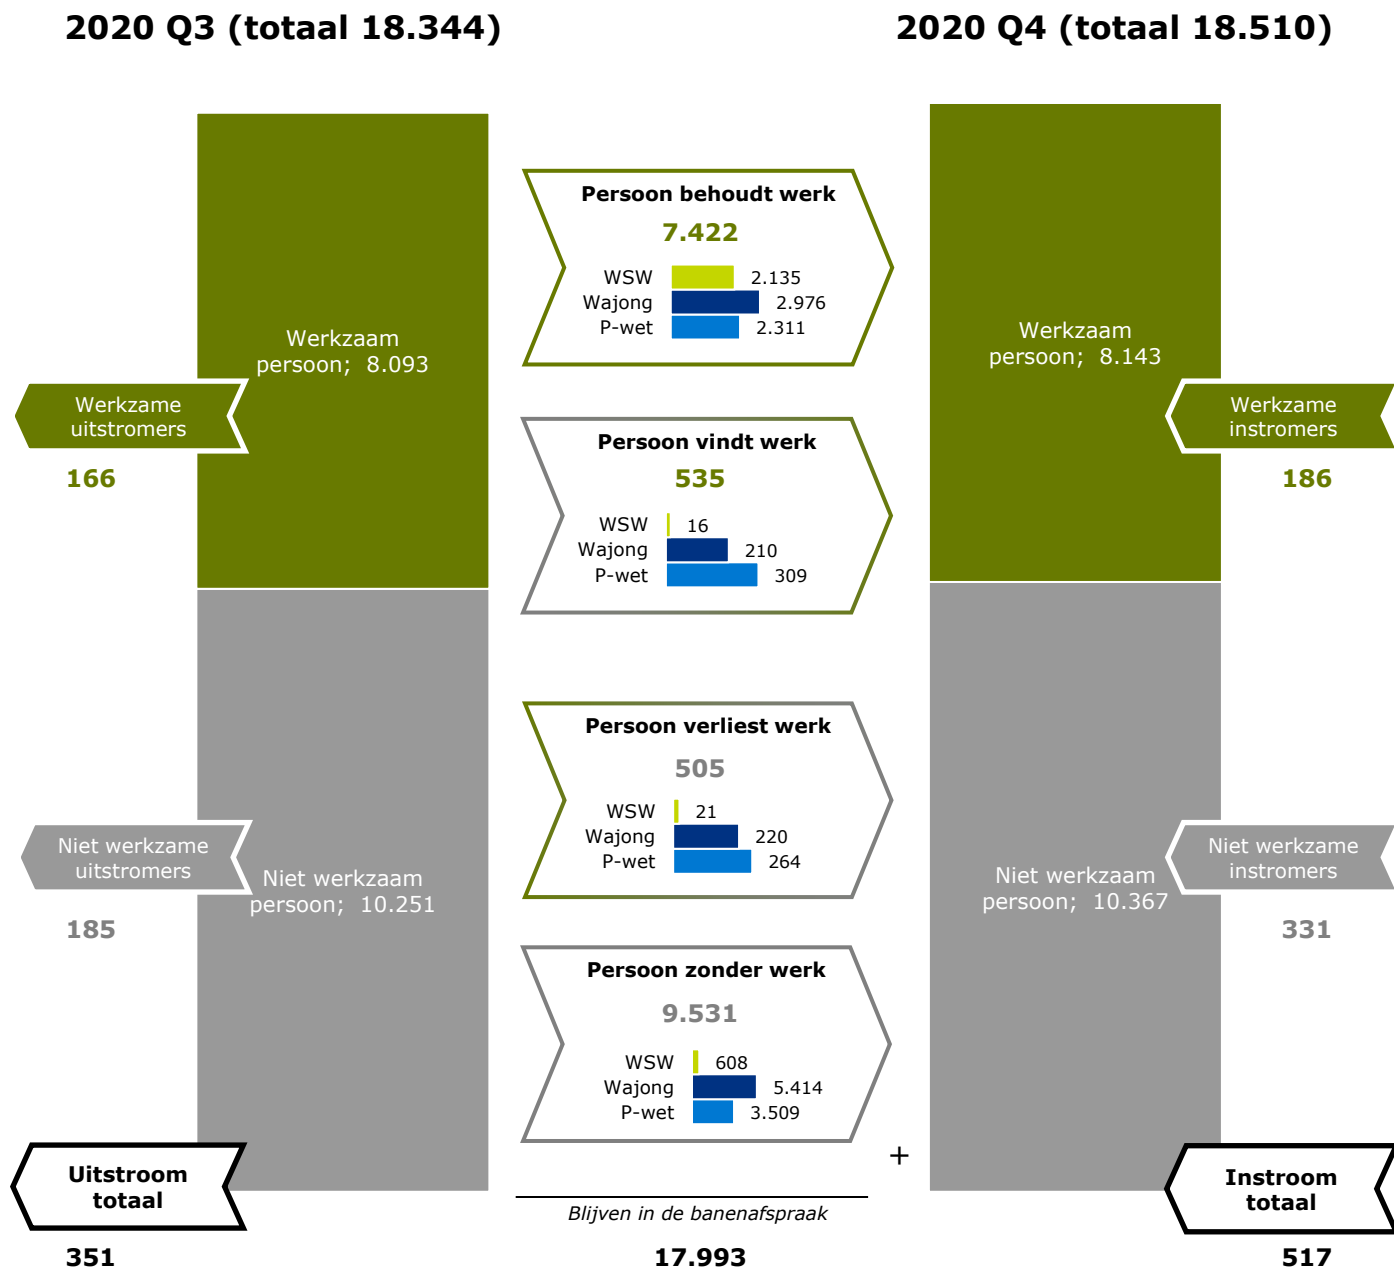 2020 Q3 (totaal 18.344)
2020 Q4 (totaal 18.510)
Werkzaam
persoon;  8.093
Werkzame
uitstromers
166
Niet werkzaam
persoon;  10.251
Niet werkzame
uitstromers
185
Uitstroom
totaal
351
Persoon behoudt werk
7.422
WSW 2.135
Wajong 2.976
P-wet 2.311
Persoon vindt werk
535
WSW 16
Wajong 210
P-wet 309
Persoon verliest werk
505
WSW 21
Wajong 220
P-wet 264
Persoon zonder werk
9.531
WSW 608
Wajong 5.414
P-wet 3.509
+
Blijven in de banenafspraak
17.993
Werkzaam
persoon;  8.143
Werkzame
instromers
186
Niet werkzaam
persoon;  10.367
Niet werkzame
instromers
331
Instroom
totaal
517